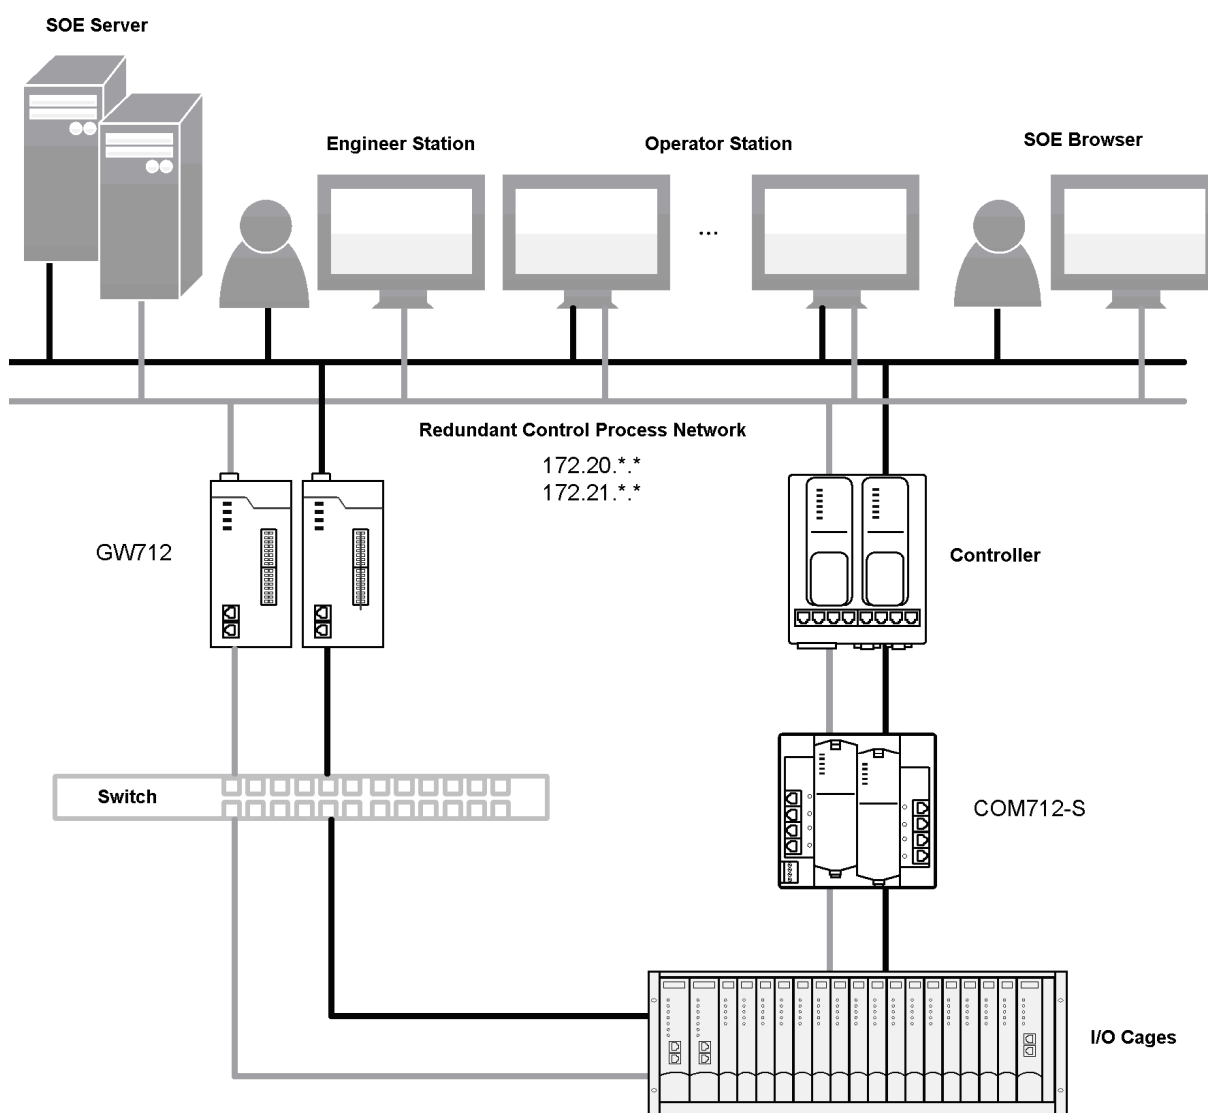 SOE Server
Engineer Station
Operator Station
SOE Browser
...
Redundant Control Process Network
172.20.*.*
172.21.*.*
GW712
Controller
Switch
COM712-S
I/O Cages